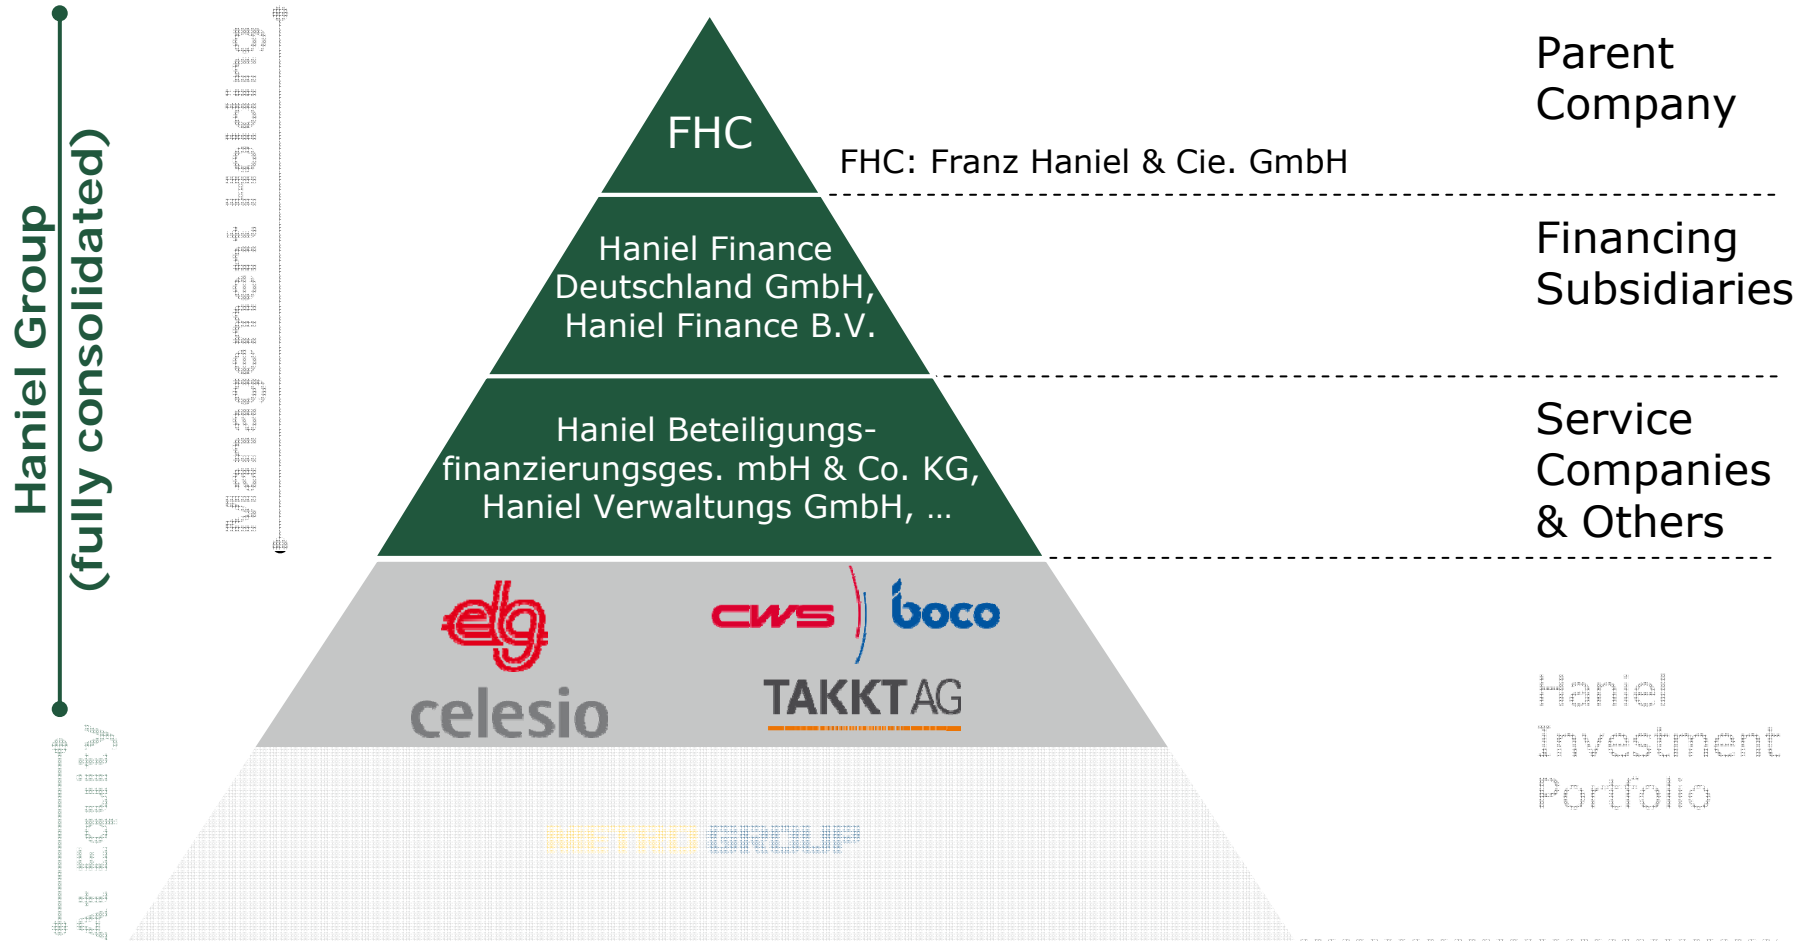 Haniel Group
(fully consolidated)
Management Holding
At Equity
FHC
FHC: Franz Haniel & Cie. GmbH
Parent
Company
Haniel Finance
Deutschland GmbH,
Haniel Finance B.V.
Financing
Subsidiaries
Haniel Beteiligungs-
finanzierungsges. mbH & Co. KG,
Haniel Verwaltungs GmbH, …
Service
Companies
& Others
elg
cws boco
celesio
TAKKT AG
Haniel
Investment
Portfolio
METRO GROUP